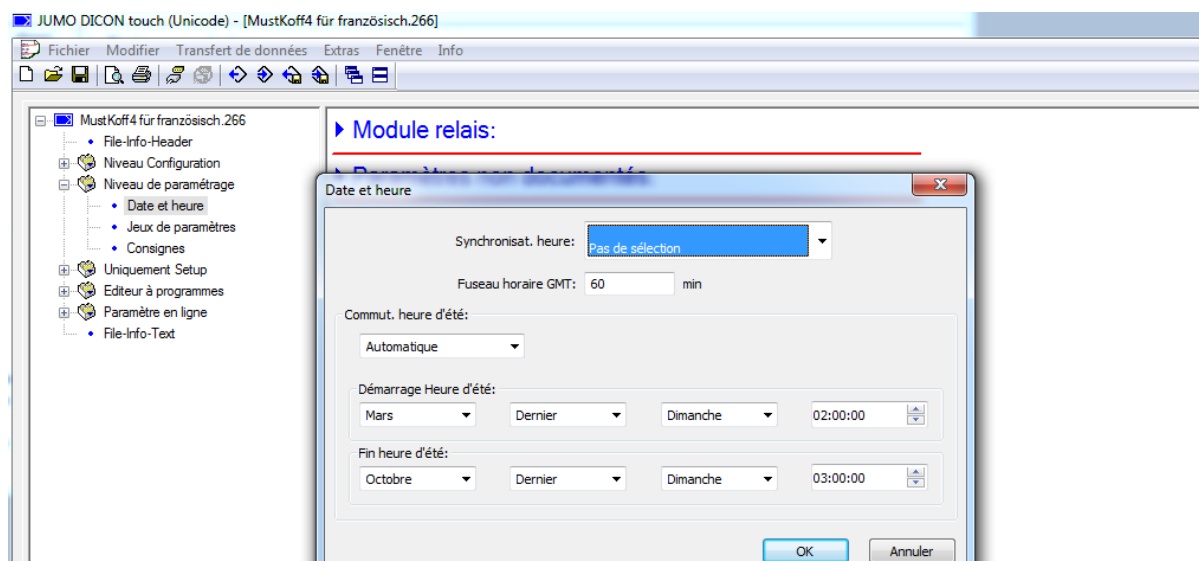 JUMO DICON touch (Unicode) - [MustKoff4 für französisch.266]
Fichier Modifier Transfert de données Extras Fenêtre Info
MustKoff4 für französisch.266
File-Info-Header
Niveau Configuration
Niveau de paramétrage
Date et heure
Jeux de paramètres
Consignes
Uniquement Setup
Editeur à programmes
Paramètre en ligne
File-Info-Text
Module relais:
Paramètres non documentés:
Date et heure
Synchronisat. heure: Pas de sélection
Fuseau horaire GMT: 60 min
Commut. heure d'été:
Automatique
Démarrage Heure d'été:
Mars Dernier Dimanche 02:00:00
Fin heure d'été:
Octobre Dernier Dimanche 03:00:00
OK Annuler